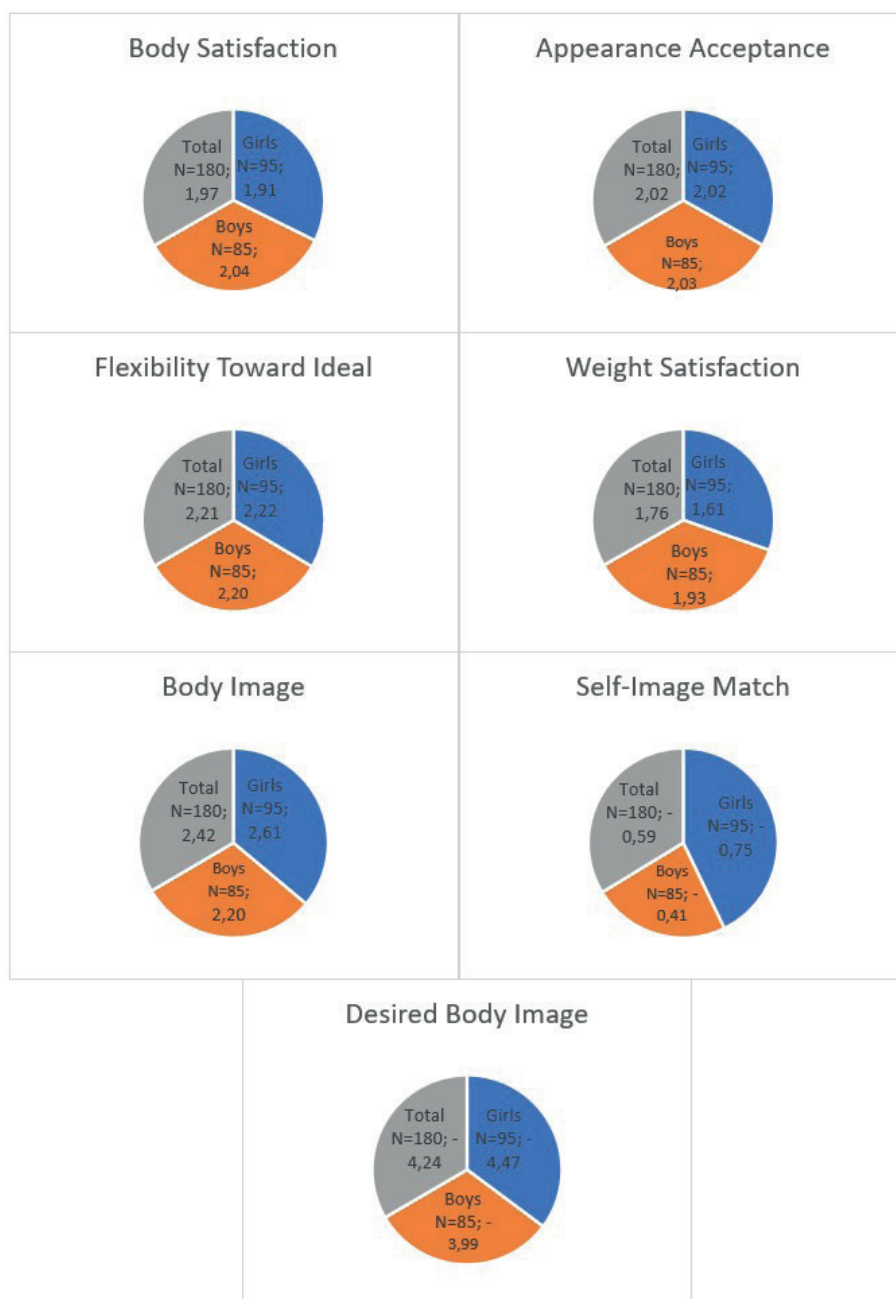 Body Satisfaction
Total
N=180;
1,97
Girls
N=95;
1,91
Boys
N=85;
2,04
Appearance Acceptance
Total
N=180;
2,02
Girls
N=95;
2,02
Boys
N=85;
2,03
Flexibility Toward Ideal
Total
N=180;
2,21
Girls
N=95;
2,22
Boys
N=85;
2,20
Weight Satisfaction
Total
N=180;
1,76
Girls
N=95;
1,61
Boys
N=85;
1,93
Body Image
Total
N=180;
2,42
Girls
N=95;
2,61
Boys
N=85;
2,20
Self-Image Match
Total
N=180; -
0,59
Girls
N=95; -
0,75
Boys
N=85; -
0,41
Desired Body Image
Total
N=180; -
4,24
Girls
N=95; -
4,47
Boys
N=85; -
3,99